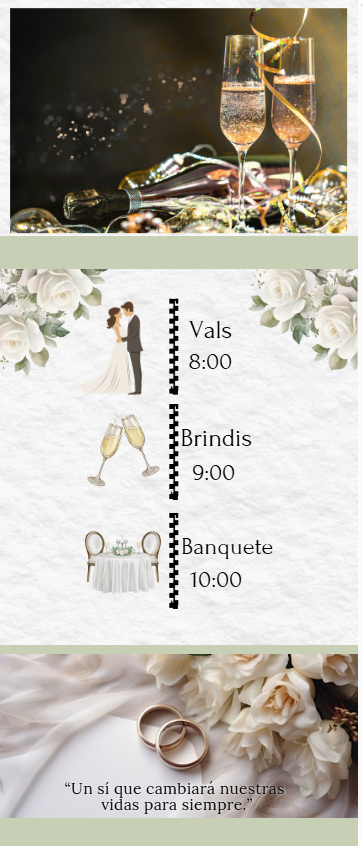 Vals
8:00
Brindis
9:00
Banquete
10:00
“Un sí que cambiará nuestras
vidas para siempre.”